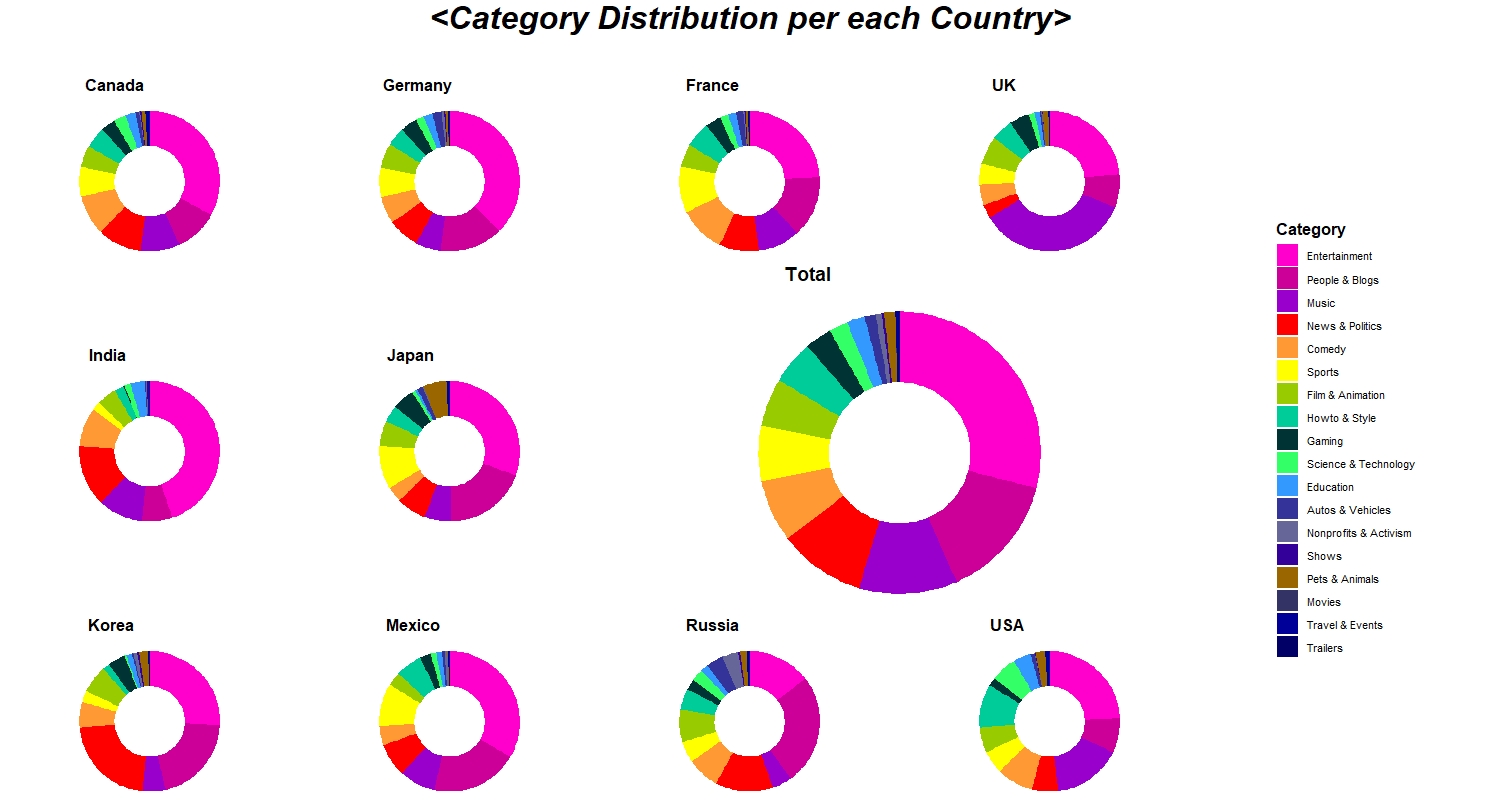 <Category Distribution per each Country>
Canada
Germany
France
UK
Total
India
Japan
Korea
Mexico
Russia
USA
Category
Entertainment
People & Blogs
Music
News & Politics
Comedy
Sports
Film & Animation
Howto & Style
Gaming
Science & Technology
Education
Autos & Vehicles
Nonprofits & Activism
Shows
Pets & Animals
Movies
Travel & Events
Trailers